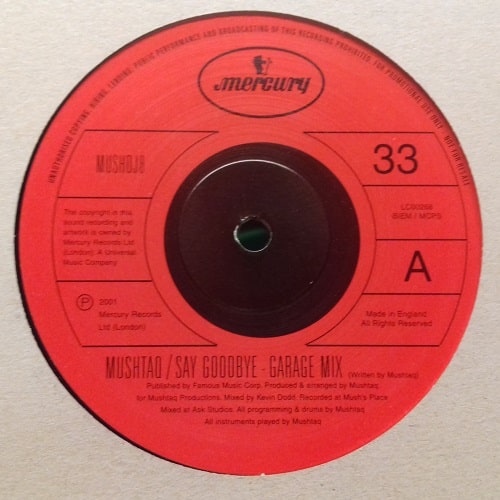 UNAUTHORISED COPYING, HIRING, LENDING, PUBLIC PERFORMANCE AND BROADCASTING OF THIS RECORDING PROHIBITED. FOR PROMOTIONAL USE ONLY - NOT FOR RESALE
mercury
MUSHDJ8
33
The copyright in this
sound recording and
artwork is owned by
Mercury Records Ltd
(London). A Universal
Music Company
LC00268
BIEM / MCPS
A
P 2001
Mercury Records
Ltd (London)
Made in England
All Rights Reserved
MUSHTAQ / SAY GOODBYE - GARAGE MIX (Written by Mushtaq)
Published by Famous Music Corp. Produced & arranged by Mushtaq
for Mushtaq Productions. Mixed by Kevin Dodd. Recorded at Mush's Place
Mixed at Ask Studios. All programming & drums by Mushtaq
All instruments played by Mushtaq